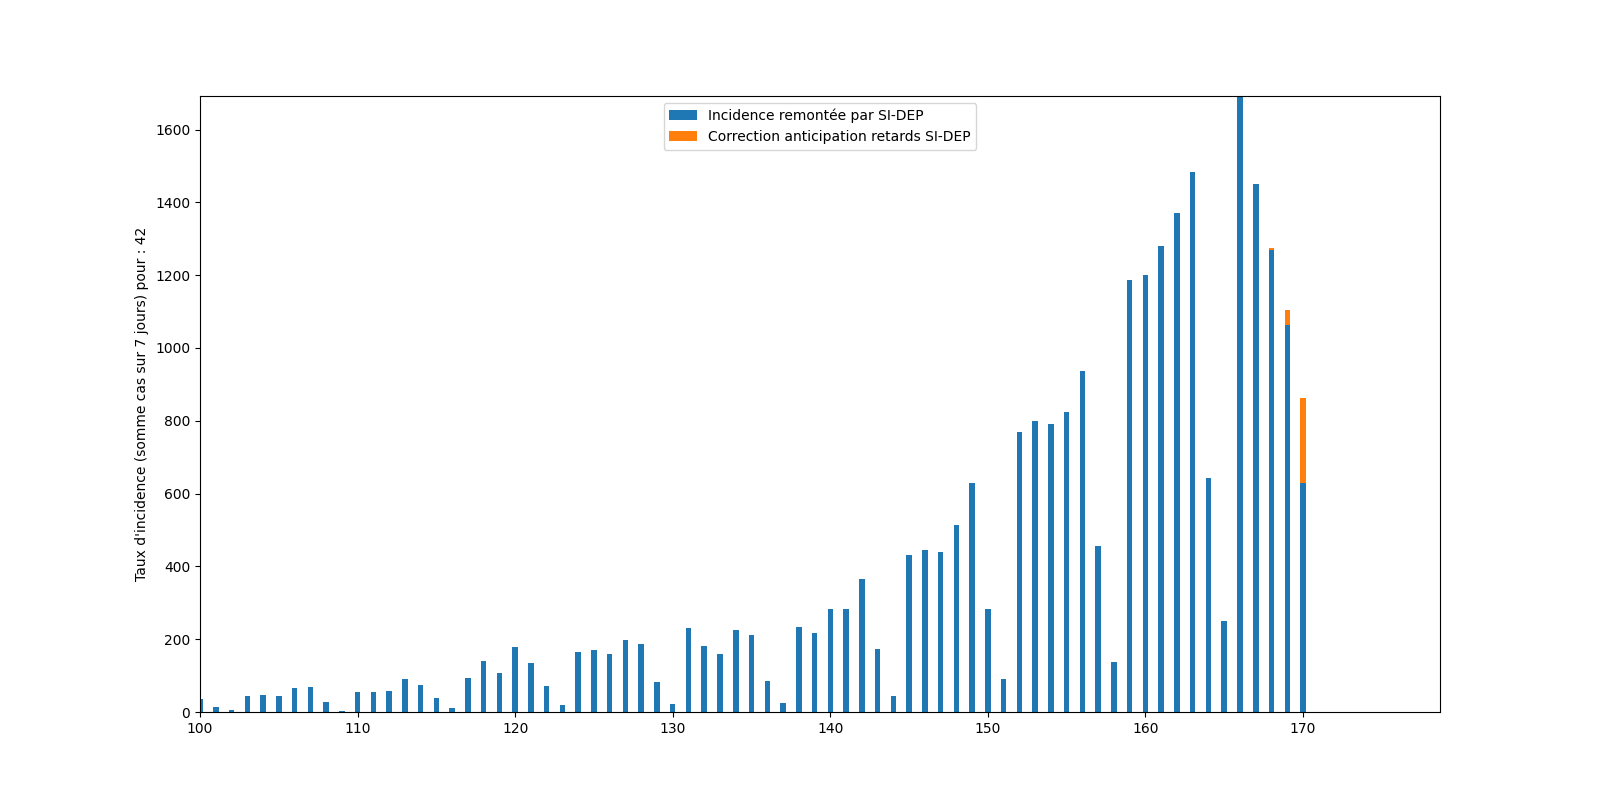 Incidence remontée par SI-DEP
Correction anticipation retards SI-DEP
Taux d'incidence (somme cas sur 7 jours) pour : 42
1600
1400
1200
1000
800
600
400
200
0
100 110 120 130 140 150 160 170